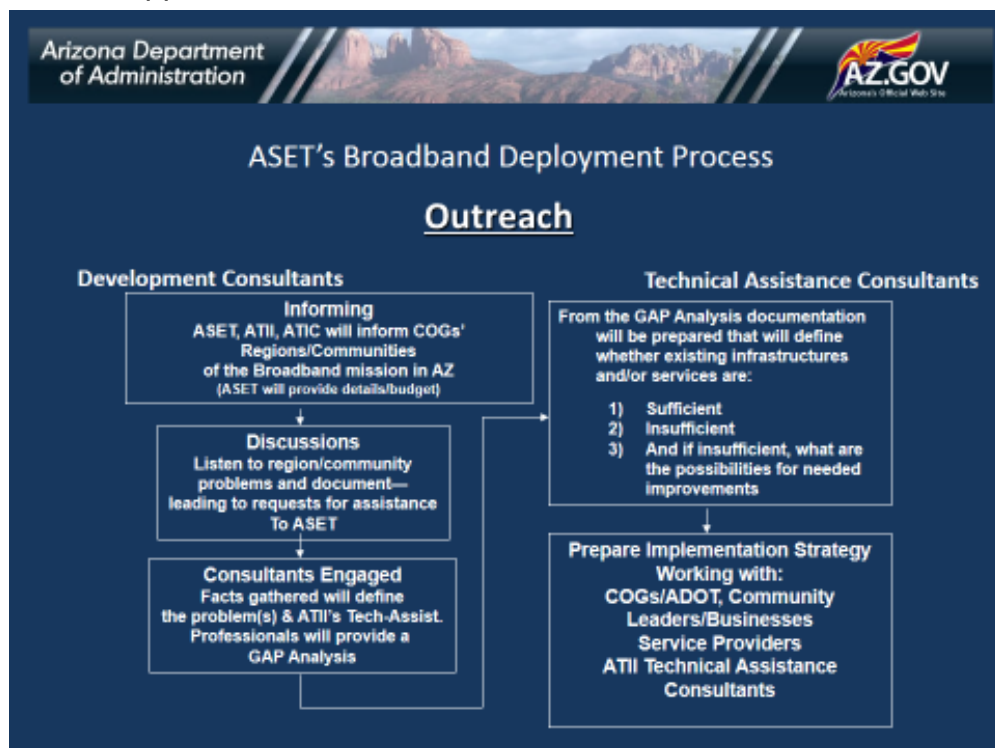 Arizona Department
of Administration
AZ.GOV
Arizona's Official Web Site
ASET's Broadband Deployment Process
Outreach
Development Consultants
Informing
ASET, ATII, ATIC will inform COGs'
Regions/Communities
of the Broadband mission in AZ
(ASET will provide details/budget)
Discussions
Listen to region/community
problems and document—
leading to requests for assistance
To ASET
Consultants Engaged
Facts gathered will define
the problem(s) & ATII's Tech-Assist.
Professionals will provide a
GAP Analysis
Technical Assistance Consultants
From the GAP Analysis documentation
will be prepared that will define
whether existing infrastructures
and/or services are:
1) Sufficient
2) Insufficient
3) And if insufficient, what are
the possibilities for needed
improvements
Prepare Implementation Strategy
Working with:
COGs/ADOT, Community
Leaders/Businesses
Service Providers
ATII Technical Assistance
Consultants